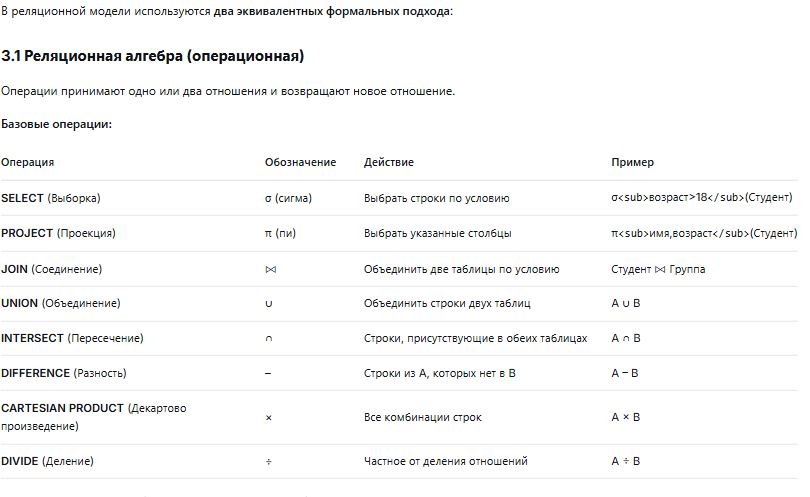 В реляционной модели используются два эквивалентных формальных подхода:
3.1 Реляционная алгебра (операционная)
Операции принимают одно или два отношения и возвращают новое отношение.
Базовые операции:
Операция Обозначение Действие Пример
SELECT (Выборка) σ (сигма) Выбрать строки по условию σ<sub>возраст>18</sub>(Студент)
PROJECT (Проекция) π (пи) Выбрать указанные столбцы π<sub>имя,возраст</sub>(Студент)
JOIN (Соединение) ⋈ Объединить две таблицы по условию Студент ⋈ Группа
UNION (Объединение) ∪ Объединить строки двух таблиц A ∪ B
INTERSECT (Пересечение) ∩ Строки, присутствующие в обеих таблицах A ∩ B
DIFFERENCE (Разность) − Строки из A, которых нет в B A − B
CARTESIAN PRODUCT (Декартово
произведение) × Все комбинации строк A × B
DIVIDE (Деление) ÷ Частное от деления отношений A ÷ B